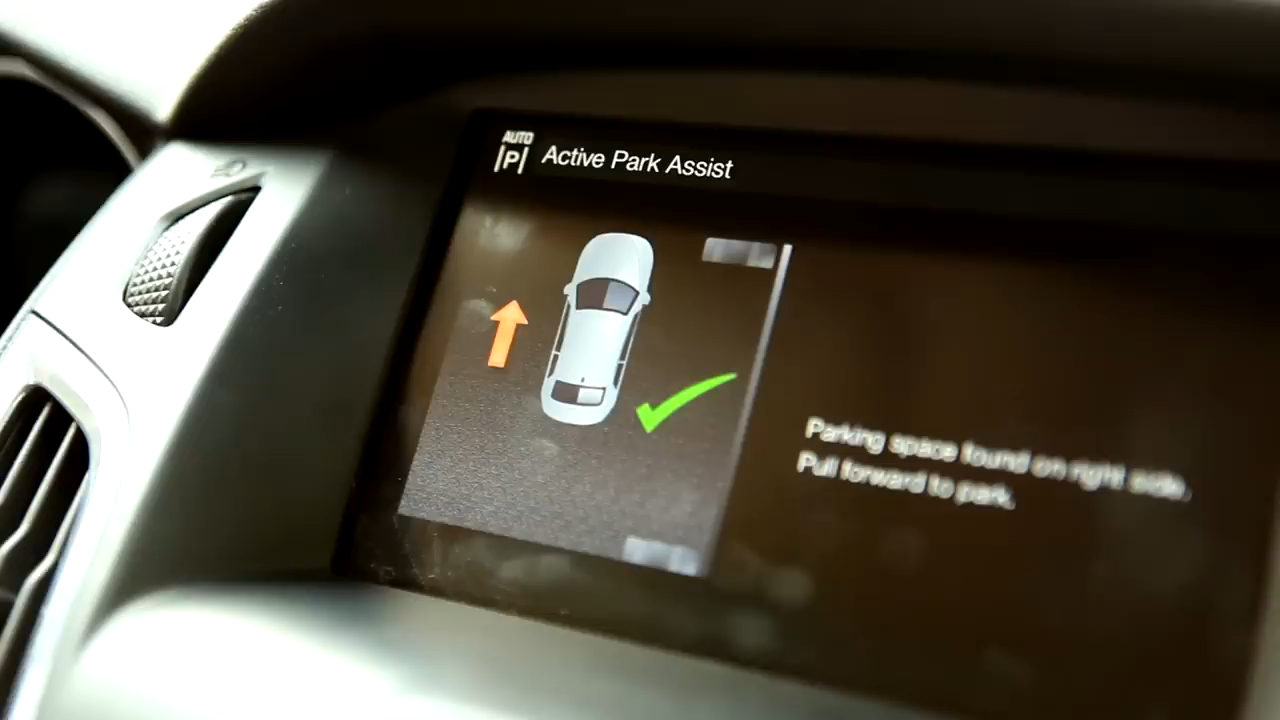 AUTO
|P| Active Park Assist
Parking space found on right side.
Pull forward to park.